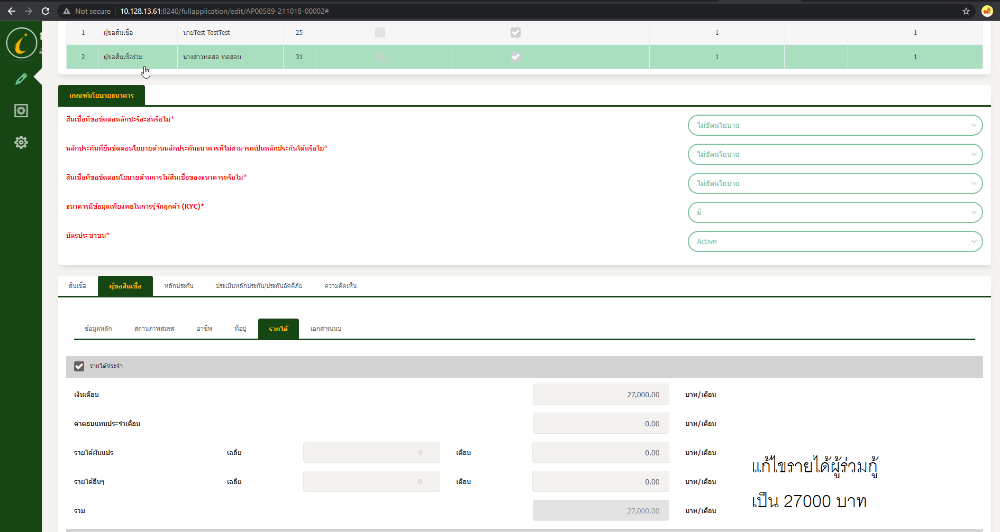 Not secure | 10.128.13.61:8240/fullapplication/edit/AP00589-211018-00002#
1 ผู้ขอสินเชื่อ นายTest TestTest 25 1 1
2 ผู้ขอสินเชื่อร่วม นางสาวทดสอ ทดสอบ 31 1 1
เกณฑ์นโยบายธนาคาร
สินเชื่อที่ขอขัดต่อหลักชะรีอะฮ์หรือไม่* ไม่ขัดนโยบาย
หลักประกันที่ยื่นขัดต่อนโยบายด้านหลักประกันธนาคารที่ไม่สามารถเป็นหลักประกันได้หรือไม่* ไม่ขัดนโยบาย
สินเชื่อที่ขอขัดต่อนโยบายด้านการให้สินเชื่อของธนาคารหรือไม่* ไม่ขัดนโยบาย
ธนาคารมีข้อมูลเพียงพอในการรู้จักลูกค้า (KYC)* มี
บัตรประชาชน* Active
สินเชื่อ ผู้ขอสินเชื่อ หลักประกัน ประเมินหลักประกัน/ประกันอัคคีภัย ความคิดเห็น
ข้อมูลหลัก สถานภาพสมรส อาชีพ ที่อยู่ รายได้ เอกสารแนบ
รายได้ประจำ
เงินเดือน 27,000.00 บาท/เดือน
ค่าตอบแทนประจำเดือน 0.00 บาท/เดือน
รายได้ผันแปร เฉลี่ย 0 เดือน 0.00 บาท/เดือน
รายได้อื่นๆ เฉลี่ย 0 เดือน 0.00 บาท/เดือน
รวม 27,000.00 บาท/เดือน
แก้ไขรายได้ผู้ร่วมกู้
เป็น 27000 บาท